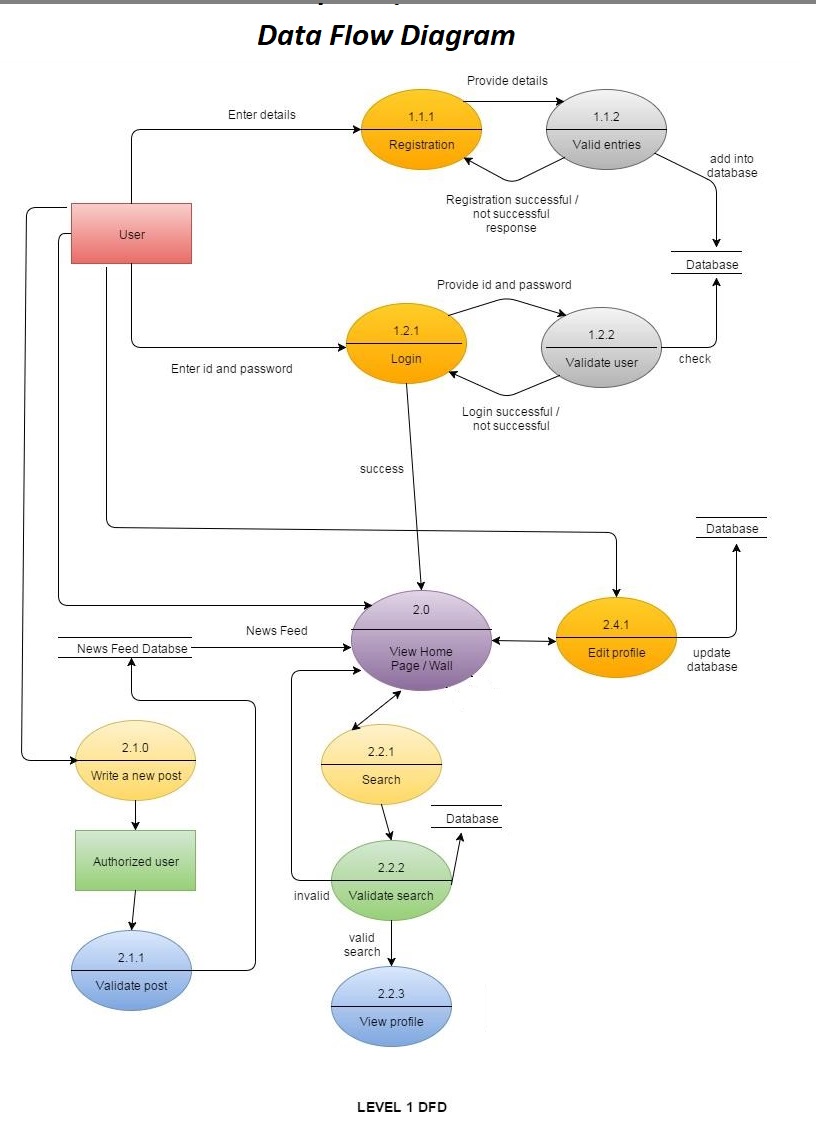 Data Flow Diagram
Provide details
Enter details
1.1.1
Registration
1.1.2
Valid entries
add into
database
Registration successful /
not successful
response
User
Database
Provide id and password
1.2.1
Login
1.2.2
Validate user
Enter id and password
check
Login successful /
not successful
success
Database
2.0
View Home
Page / Wall
2.4.1
Edit profile
News Feed
News Feed Databse
update
database
2.1.0
Write a new post
2.2.1
Search
Database
Authorized user
2.2.2
Validate search
invalid
valid
search
2.1.1
Validate post
2.2.3
View profile
LEVEL 1 DFD